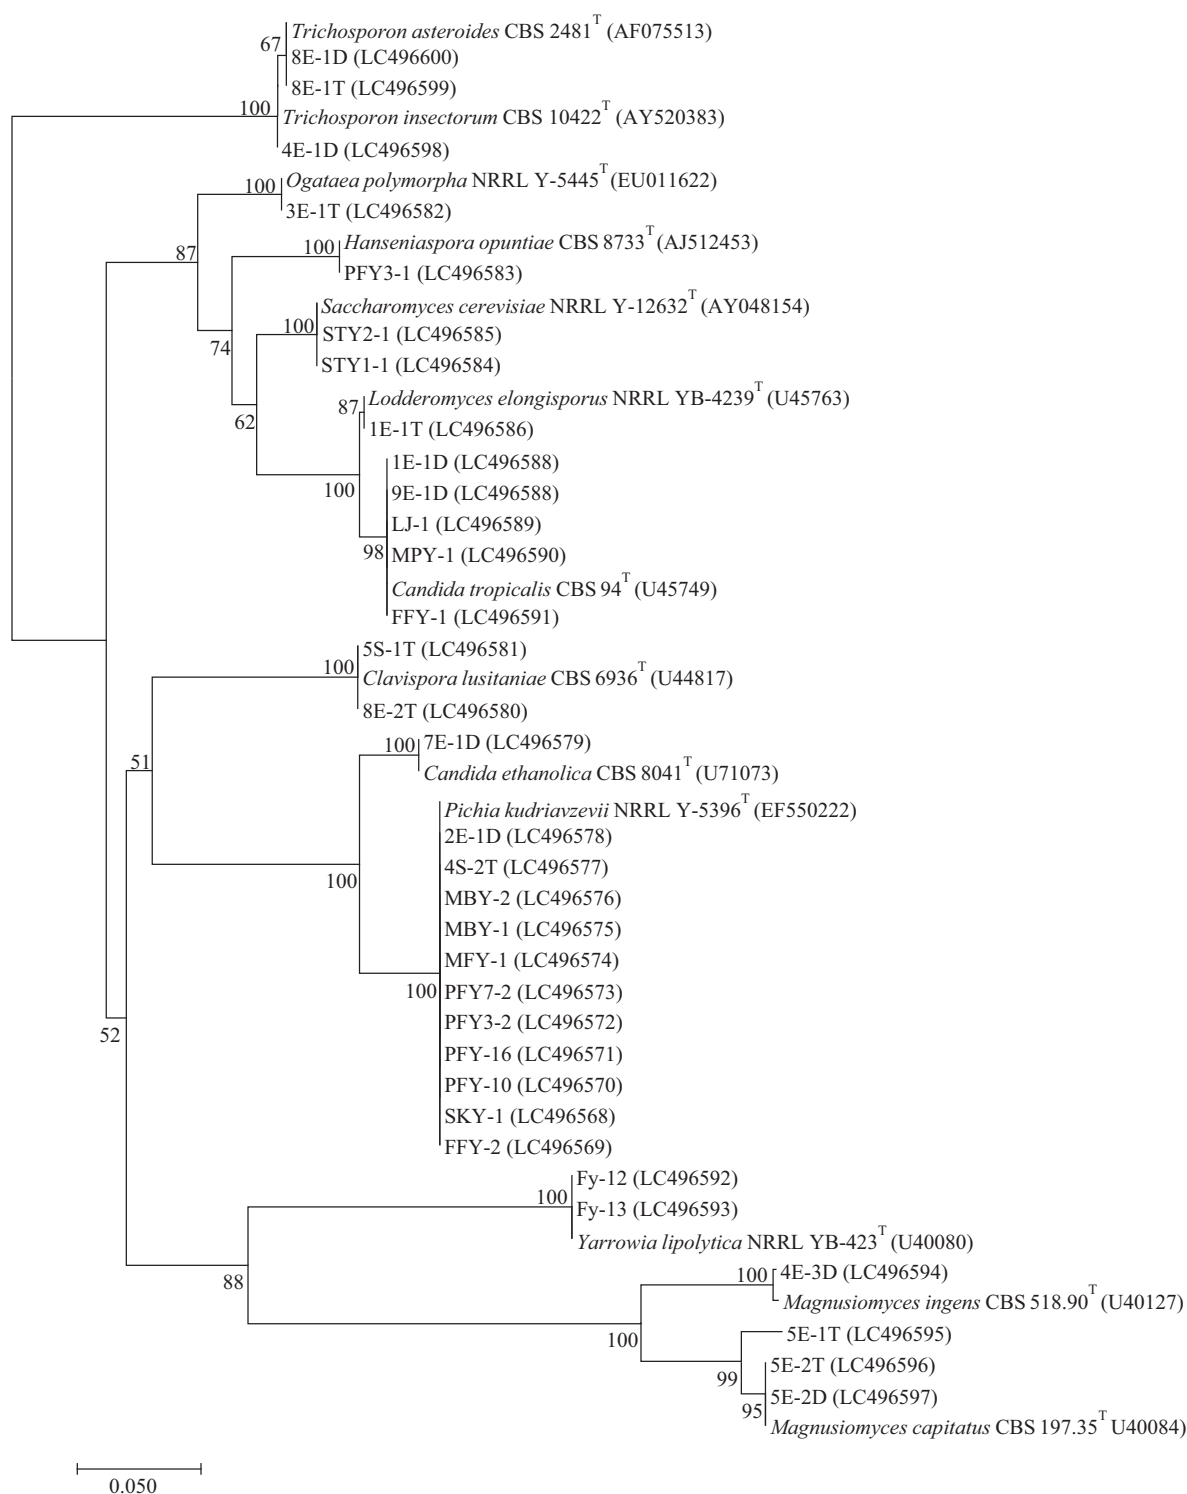 Trichosporon asteroides CBS 2481T (AF075513)
67
8E-1D (LC496600)
8E-1T (LC496599)
100
Trichosporon insectorum CBS 10422T (AY520383)
4E-1D (LC496598)
Ogataea polymorpha NRRL Y-5445T (EU011622)
100
3E-1T (LC496582)
Hanseniaspora opuntiae CBS 8733T (AJ512453)
87
100
PFY3-1 (LC496583)
Saccharomyces cerevisiae NRRL Y-12632T (AY048154)
100
STY2-1 (LC496585)
74
STY1-1 (LC496584)
Lodderomyces elongisporus NRRL YB-4239T (U45763)
87
62
1E-1T (LC496586)
1E-1D (LC496588)
100
9E-1D (LC496588)
LJ-1 (LC496589)
98
MPY-1 (LC496590)
Candida tropicalis CBS 94T (U45749)
FFY-1 (LC496591)
5S-1T (LC496581)
100
Clavispora lusitaniae CBS 6936T (U44817)
8E-2T (LC496580)
7E-1D (LC496579)
100
51
Candida ethanolica CBS 8041T (U71073)
Pichia kudriavzevii NRRL Y-5396T (EF550222)
2E-1D (LC496578)
4S-2T (LC496577)
100
MBY-2 (LC496576)
MBY-1 (LC496575)
MFY-1 (LC496574)
100
PFY7-2 (LC496573)
PFY3-2 (LC496572)
52
PFY-16 (LC496571)
PFY-10 (LC496570)
SKY-1 (LC496568)
FFY-2 (LC496569)
Fy-12 (LC496592)
100
Fy-13 (LC496593)
Yarrowia lipolytica NRRL YB-423T (U40080)
88
4E-3D (LC496594)
100
Magnusiomyces ingens CBS 518.90T (U40127)
100
5E-1T (LC496595)
5E-2T (LC496596)
99
5E-2D (LC496597)
95
Magnusiomyces capitatus CBS 197.35T U40084)
0.050